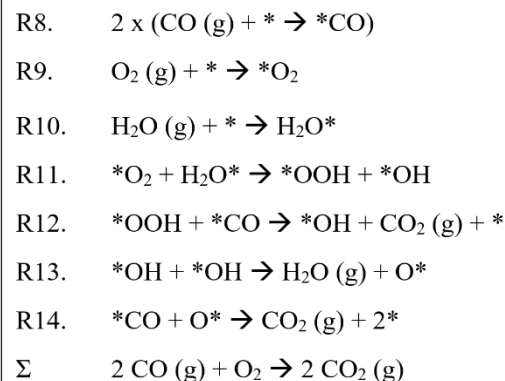 R8. 2 x (CO (g) + * → *CO)
R9. O₂ (g) + * → *O₂
R10. H₂O (g) + * → H₂O*
R11. *O₂ + H₂O* → *OOH + *OH
R12. *OOH + *CO → *OH + CO₂ (g) + *
R13. *OH + *OH → H₂O (g) + O*
R14. *CO + O* → CO₂ (g) + 2*
Σ 2 CO (g) + O₂ → 2 CO₂ (g)